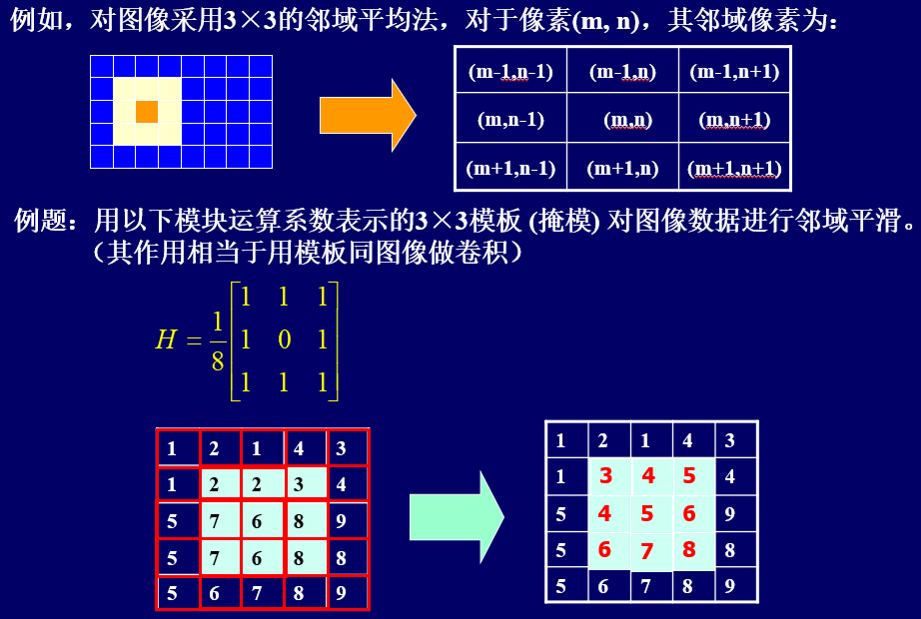 例如，对图像采用3×3的邻域平均法，对于像素(m, n)，其邻域像素为：
(m-1,n-1) (m-1,n) (m-1,n+1)
(m,n-1) (m,n) (m,n+1)
(m+1,n-1) (m+1,n) (m+1,n+1)
例题：用以下模块运算系数表示的3×3模板 (掩模) 对图像数据进行邻域平滑。
（其作用相当于用模板同图像做卷积）
H = 1/8 [1 1 1
1 0 1
1 1 1]
1 2 1 4 3
1 2 2 3 4
5 7 6 8 9
5 7 6 8 8
5 6 7 8 9
1 2 1 4 3
1 3 4 5 4
5 4 5 6 9
5 6 7 8 8
5 6 7 8 9